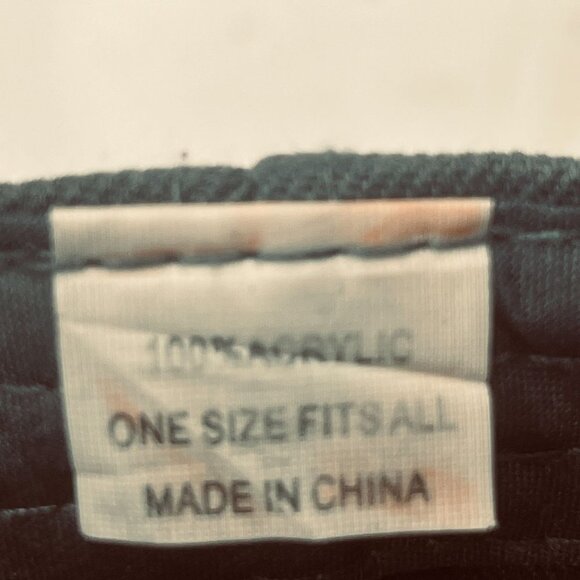 100% ACRYLIC
ONE SIZE FITS ALL
MADE IN CHINA